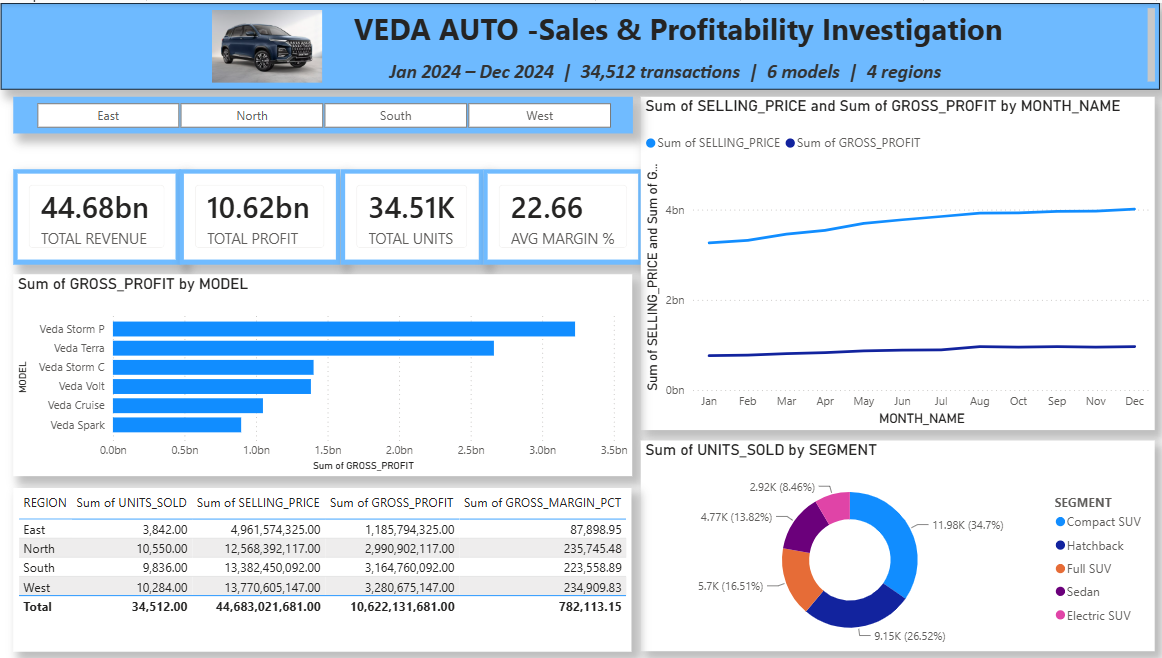 VEDA AUTO -Sales & Profitability Investigation
Jan 2024 – Dec 2024 | 34,512 transactions | 6 models | 4 regions
East North South West
44.68bn
TOTAL REVENUE
10.62bn
TOTAL PROFIT
34.51K
TOTAL UNITS
22.66
AVG MARGIN %
Sum of SELLING_PRICE and Sum of GROSS_PROFIT by MONTH_NAME
Sum of SELLING_PRICE Sum of GROSS_PROFIT
Sum of SELLING_PRICE and Sum of G...
4bn
2bn
0bn
Jan Feb Mar Apr May Jun Jul Aug Oct Sep Nov Dec
MONTH_NAME
Sum of GROSS_PROFIT by MODEL
MODEL
Veda Storm P
Veda Terra
Veda Storm C
Veda Volt
Veda Cruise
Veda Spark
0.0bn 0.5bn 1.0bn 1.5bn 2.0bn 2.5bn 3.0bn 3.5bn
Sum of GROSS_PROFIT
REGION Sum of UNITS_SOLD Sum of SELLING_PRICE Sum of GROSS_PROFIT Sum of GROSS_MARGIN_PCT
East 3,842.00 4,961,574,325.00 1,185,794,325.00 87,898.95
North 10,550.00 12,568,392,117.00 2,990,902,117.00 235,745.48
South 9,836.00 13,382,450,092.00 3,164,760,092.00 223,558.89
West 10,284.00 13,770,605,147.00 3,280,675,147.00 234,909.83
Total 34,512.00 44,683,021,681.00 10,622,131,681.00 782,113.15
Sum of UNITS_SOLD by SEGMENT
2.92K (8.46%)
4.77K (13.82%)
11.98K (34.7%)
5.7K (16.51%)
9.15K (26.52%)
SEGMENT
Compact SUV
Hatchback
Full SUV
Sedan
Electric SUV